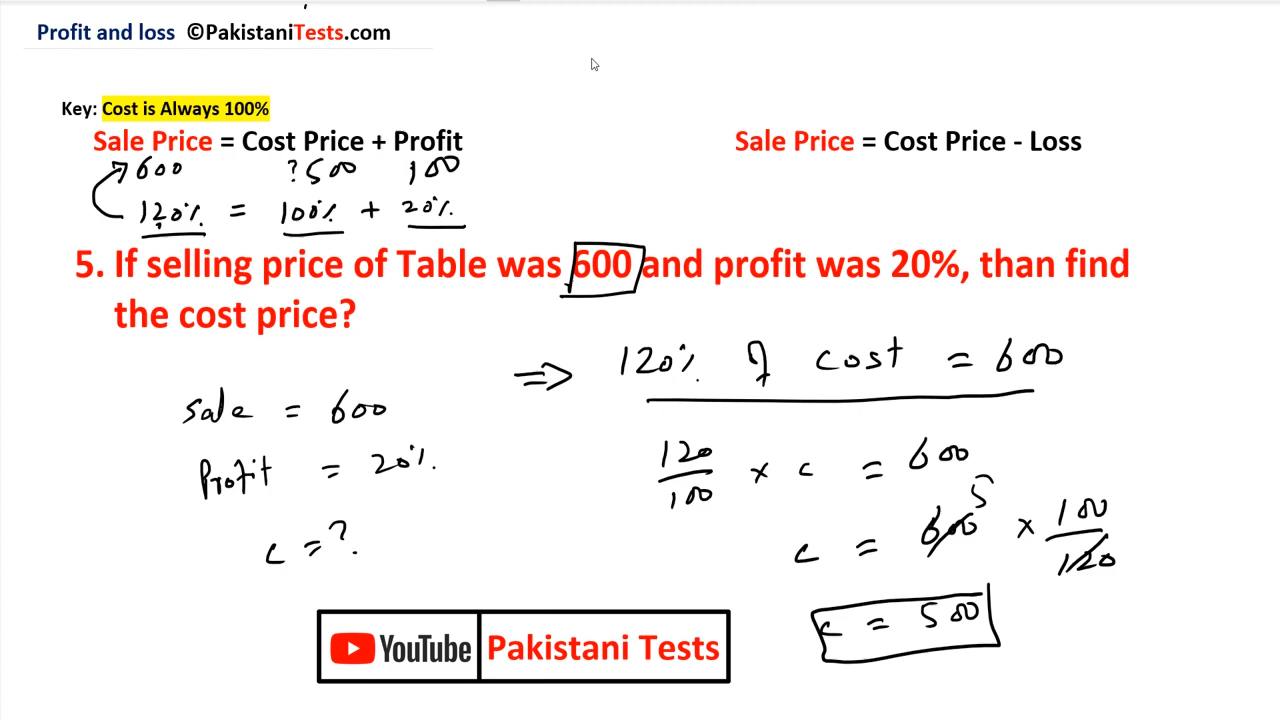 Profit and loss ©PakistaniTests.com
Key: Cost is Always 100%
Sale Price = Cost Price + Profit
600 ? 500 100
120% = 100% + 20%
Sale Price = Cost Price - Loss
5. If selling price of Table was 600 and profit was 20%, than find
the cost price?
Sale = 600
Profit = 20%.
c = ?
⇒ 120% of cost = 600
120/100 × c = 600
c = 600 5 × 100/120
c = 500
YouTube Pakistani Tests